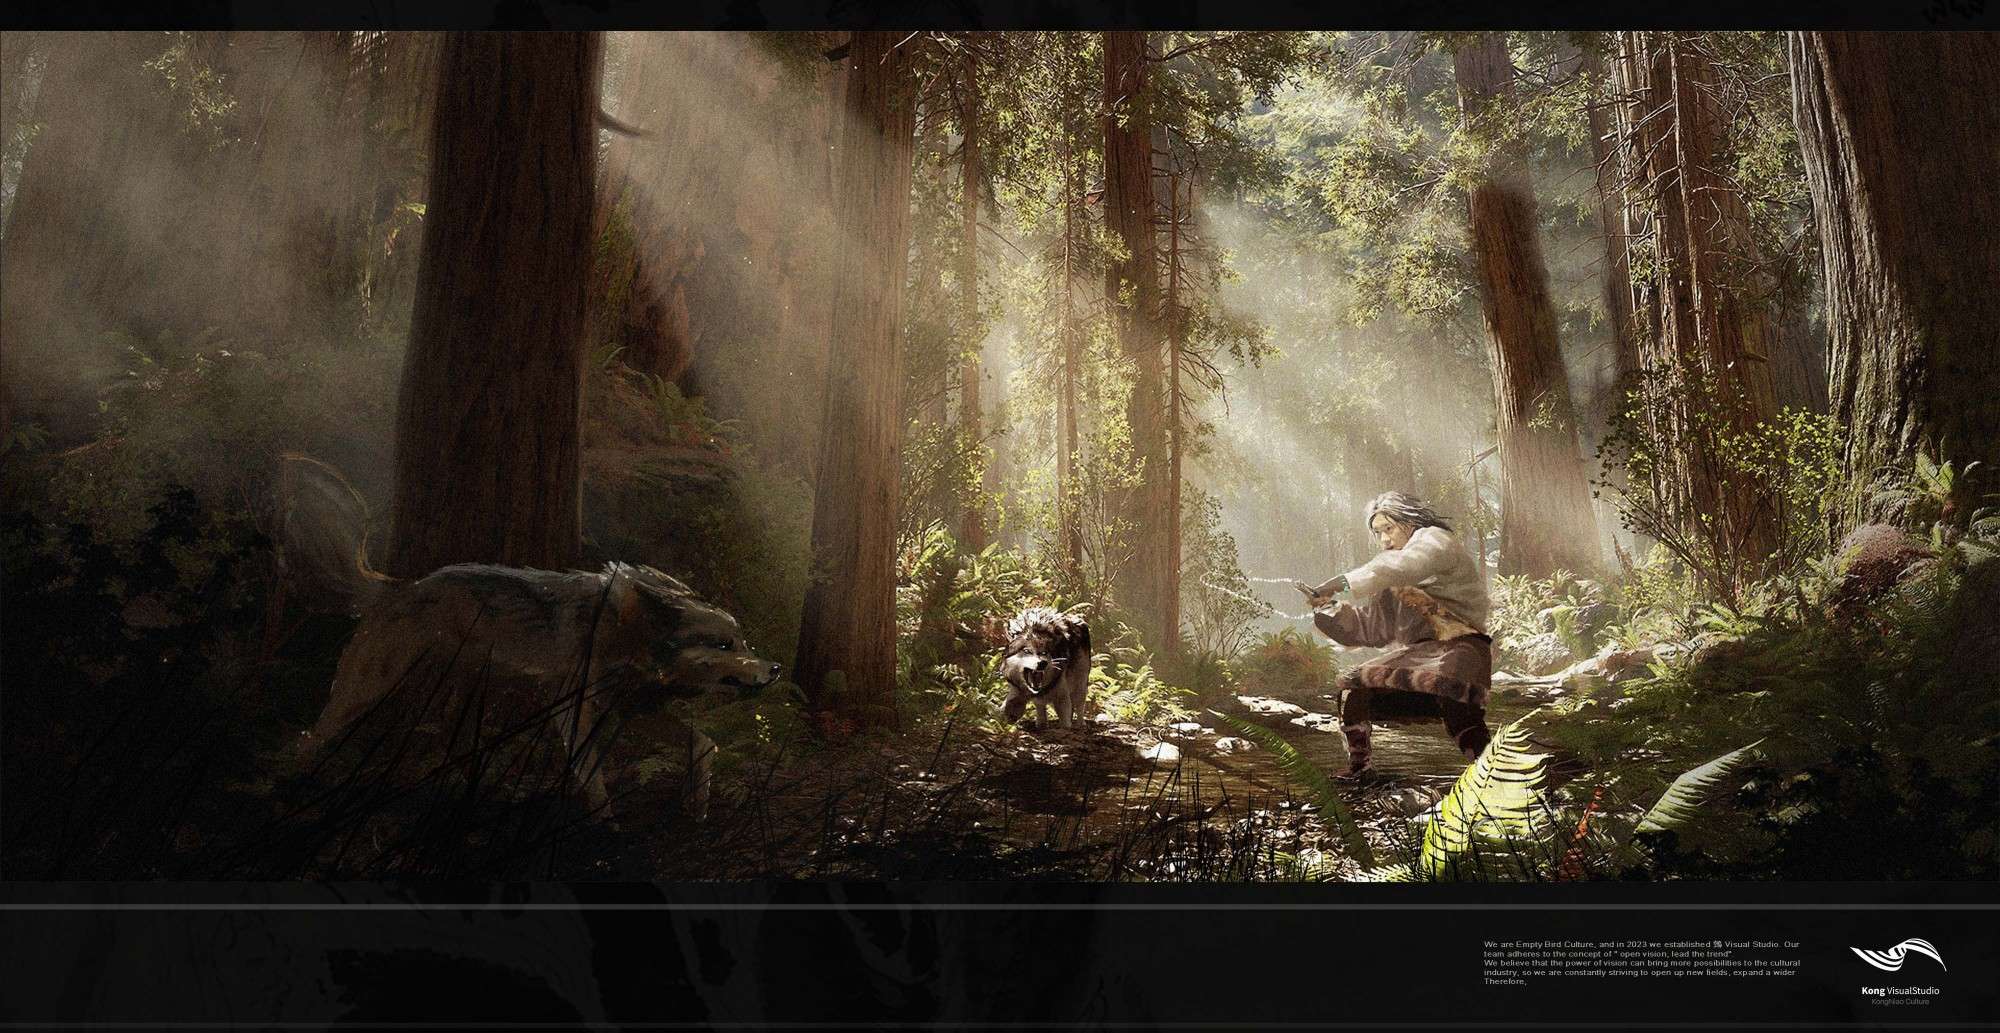 We are Empty Bird Culture, and in 2023 we established Visual Studio. Our
team adheres to the concept of " open vision, lead the trend"
We believe that the power of vision can bring more possibilities to the cultural
industry, so we are constantly striving to open up new fields, expand a wider
Therefore,
Kong VisualStudio
KongNiao Culture